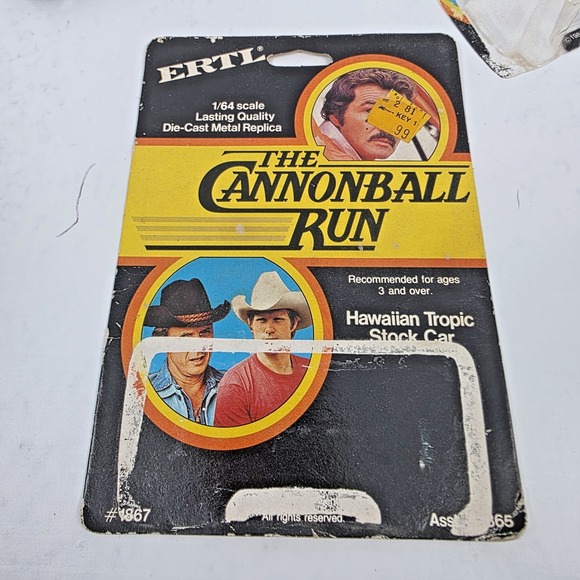 ERTL®
1/64 scale
Lasting Quality
Die-Cast Metal Replica
2 81
KEY 1
99
THE
CANNONBALL
RUN
Recommended for ages
3 and over.
Hawaiian Tropic
Stock Car
#1867
All rights reserved.